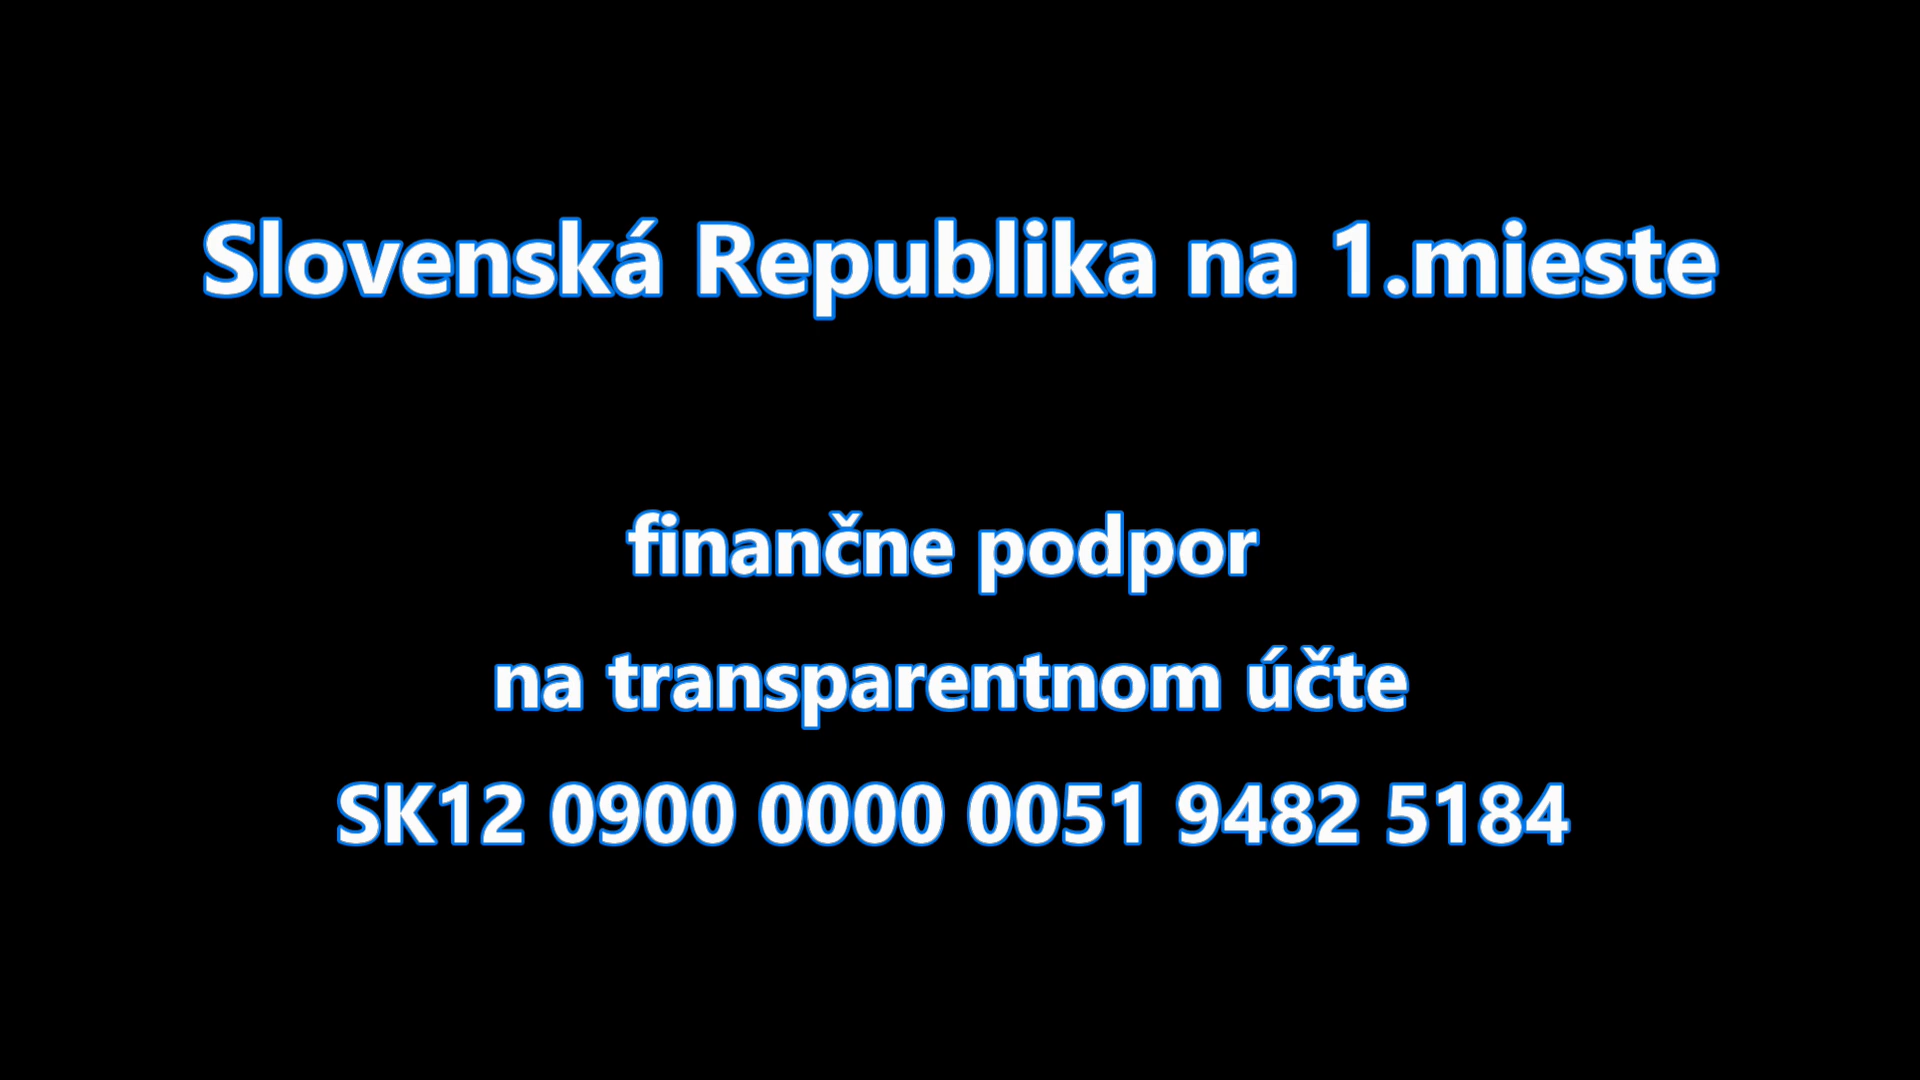 Slovenská Republika na 1.mieste
finančne podpor
na transparentnom účte
SK12 0900 0000 0051 9482 5184